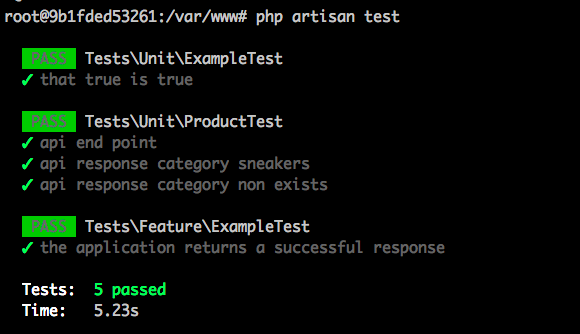 root@9b1fded53261:/var/www# php artisan test
PASS Tests\Unit\ExampleTest
✓ that true is true
PASS Tests\Unit\ProductTest
✓ api end point
✓ api response category sneakers
✓ api response category non exists
PASS Tests\Feature\ExampleTest
✓ the application returns a successful response
Tests: 5 passed
Time: 5.23s